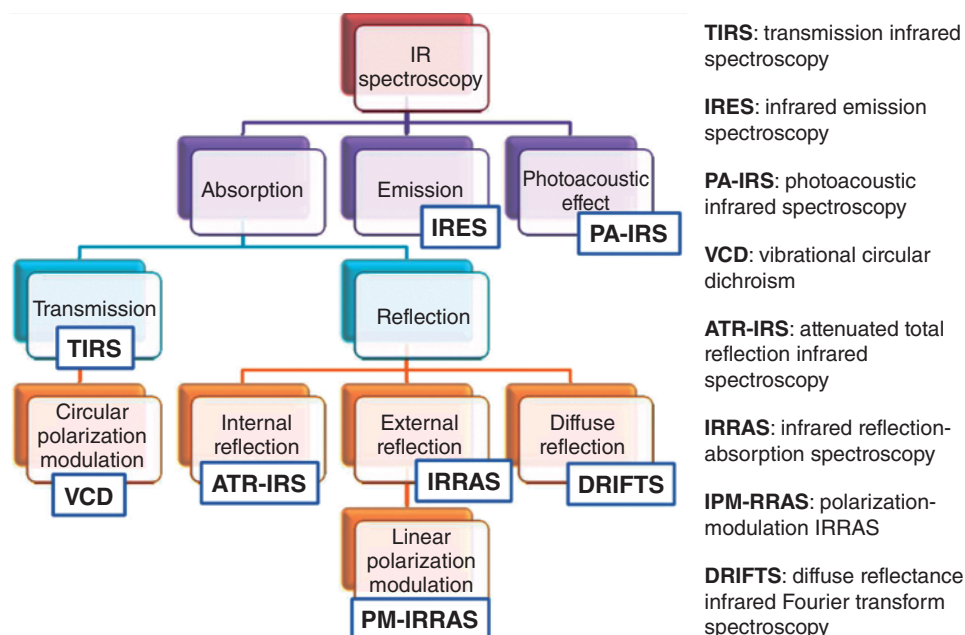 IR
spectroscopy
Absorption
Emission
IRES
Photoacoustic
effect
PA-IRS
Transmission
TIRS
Reflection
Circular
polarization
modulation
VCD
Internal
reflection
ATR-IRS
External
reflection
IRRAS
Diffuse
reflection
DRIFTS
Linear
polarization
modulation
PM-IRRAS
TIRS: transmission infrared
spectroscopy
IRES: infrared emission
spectroscopy
PA-IRS: photoacoustic
infrared spectroscopy
VCD: vibrational circular
dichroism
ATR-IRS: attenuated total
reflection infrared
spectroscopy
IRRAS: infrared reflection-
absorption spectroscopy
IPM-RRAS: polarization-
modulation IRRAS
DRIFTS: diffuse reflectance
infrared Fourier transform
spectroscopy